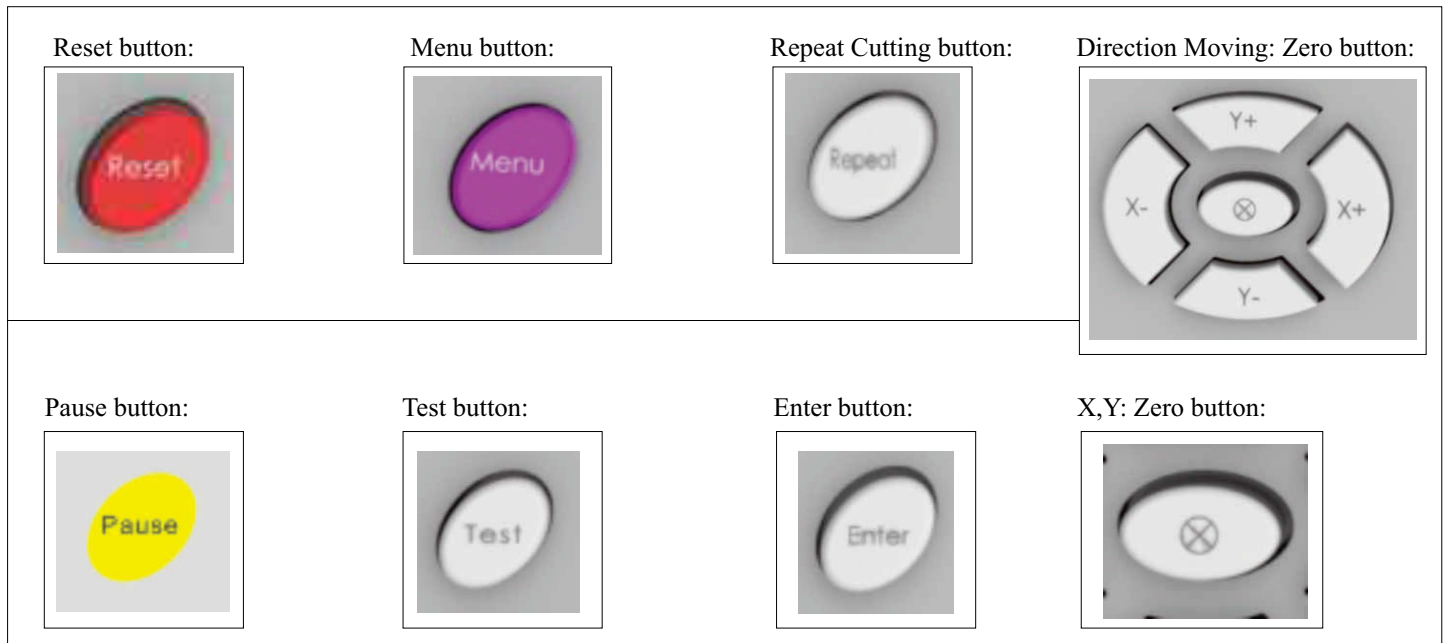 Reset button:
Menu button:
Repeat Cutting button:
Direction Moving: Zero button:
Reset
Menu
Repeat
Y+
X-
X+
Y-
Pause button:
Test button:
Enter button:
X,Y: Zero button:
Pause
Test
Enter